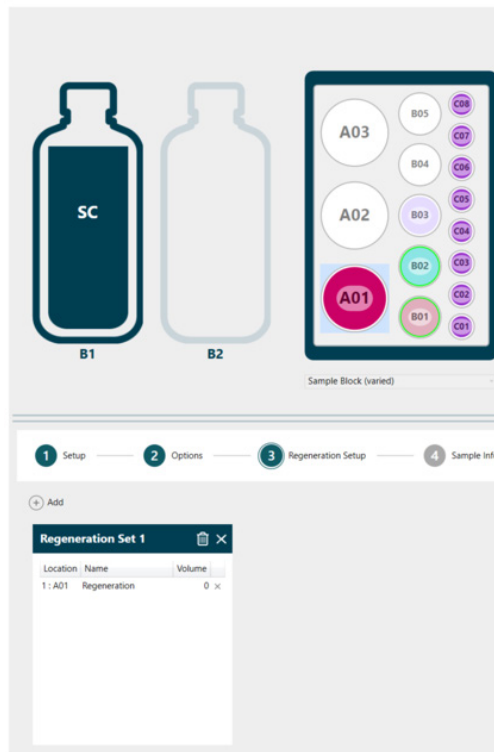 SC
B1
B2
A03
A02
A01
B05
B04
B03
B02
B01
C08
C07
C06
C05
C04
C03
C02
C01
Sample Block (varied)
1 Setup
2 Options
3 Regeneration Setup
4 Sample Inf
+ Add
Regeneration Set 1
Location Name Volume
1 : A01 Regeneration 0